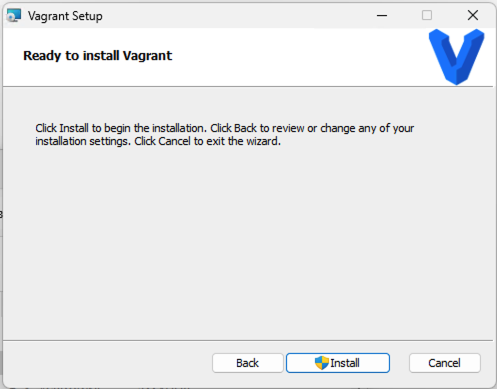 Vagrant Setup
Ready to install Vagrant
Click Install to begin the installation. Click Back to review or change any of your
installation settings. Click Cancel to exit the wizard.
Back
Install
Cancel